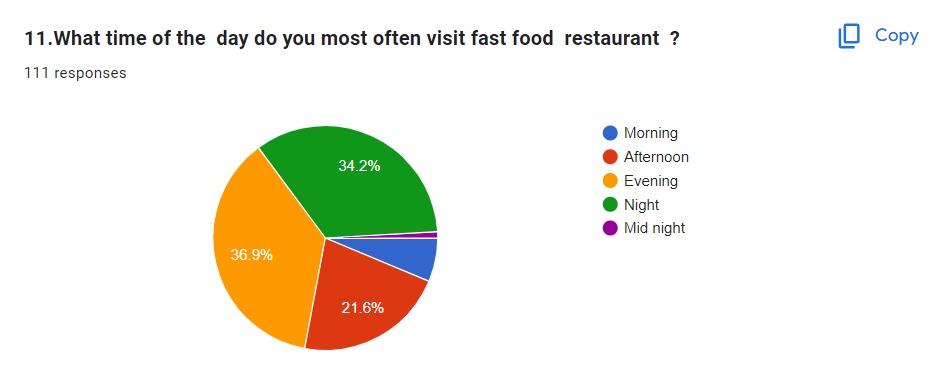 11.What time of the  day do you most often visit fast food  restaurant  ?
Copy
111 responses
34.2%
36.9%
21.6%
Morning
Afternoon
Evening
Night
Mid night